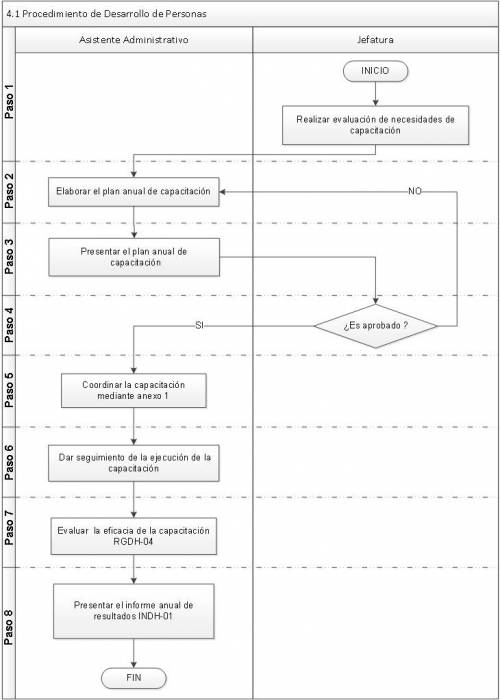 4.1 Procedimiento de Desarrollo de Personas
Asistente Administrativo
Jefatura
Paso 1
INICIO
Realizar evaluación de necesidades de
capacitación
Paso 2
Elaborar el plan anual de capacitación
NO
Paso 3
Presentar el plan anual de
capacitación
Paso 4
SI
¿Es aprobado ?
Paso 5
Coordinar la capacitación
mediante anexo 1
Paso 6
Dar seguimiento de la ejecución de la
capacitación
Paso 7
Evaluar la eficacia de la capacitación
RGDH-04
Paso 8
Presentar el informe anual de
resultados INDH-01
FIN